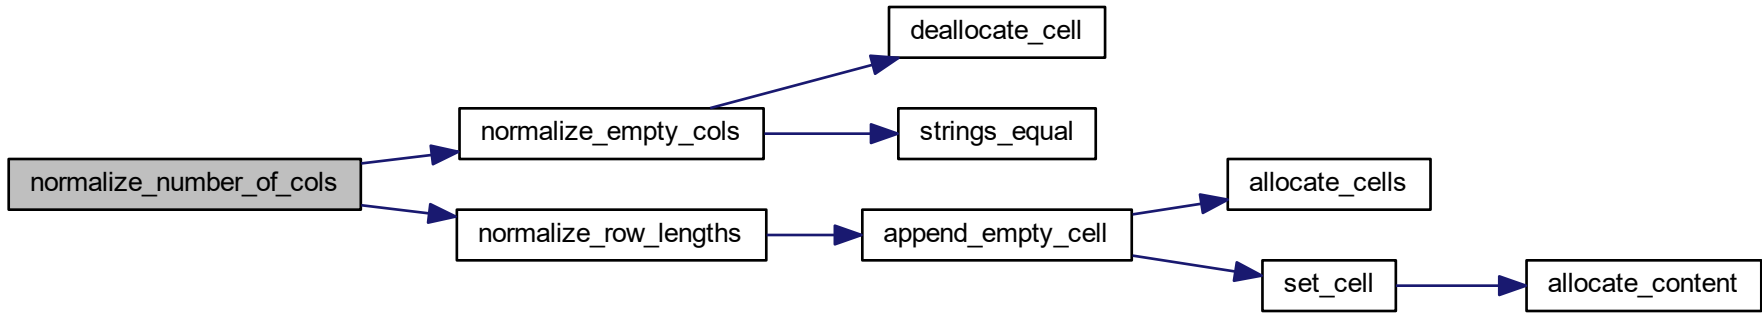 deallocate_cell
normalize_empty_cols
strings_equal
normalize_number_of_cols
allocate_cells
normalize_row_lengths
append_empty_cell
set_cell
allocate_content